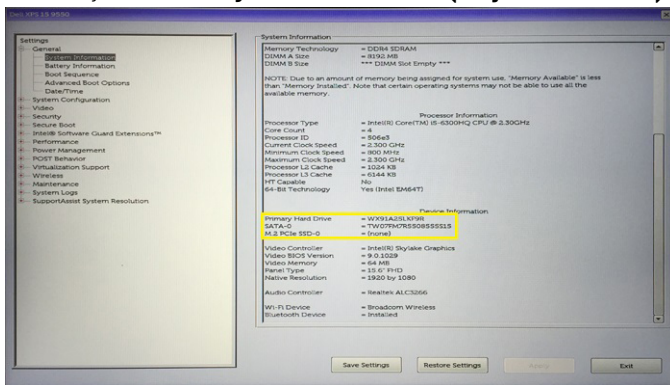 Dell XPS 15 9550
Settings
General
System Information
Battery Information
Boot Sequence
Advanced Boot Options
Date/Time
System Configuration
Video
Security
Secure Boot
Intel® Software Guard Extensions™
Performance
Power Management
POST Behavior
Virtualization Support
Wireless
Maintenance
System Logs
SupportAssist System Resolution
System Information
Memory Technology = DDR4 SDRAM
DIMM A Size = 8192 MB
DIMM B Size *** DIMM Slot Empty ***
NOTE: Due to an amount of memory being assigned for system use, "Memory Available" is less
than "Memory Installed". Note that certain operating systems may not be able to use all the
available memory.
Processor Information
Processor Type = Intel(R) Core(TM) i5-6300HQ CPU @ 2.30GHz
Core Count = 4
Processor ID = 506e3
Current Clock Speed = 2.300 GHz
Minimum Clock Speed = 800 MHz
Maximum Clock Speed = 2.300 GHz
Processor L2 Cache = 1024 KB
Processor L3 Cache = 6144 KB
HT Capable No
64-Bit Technology Yes (Intel EM64T)
Device Information
Primary Hard Drive = WX91A25LKF9R
SATA-0 =
M.2 PCIe SSD-0 = (none)
Video Controller = Intel(R) Skylake Graphics
Video BIOS Version = 9.0.1029
Video Memory = 64 MB
Panel Type = 15.6" FHD
Native Resolution = 1920 by 1080
Audio Controller = Realtek ALC3266
Wi-Fi Device = Broadcom Wireless
Bluetooth Device = Installed
Save Settings
Restore Settings
Apply
Exit